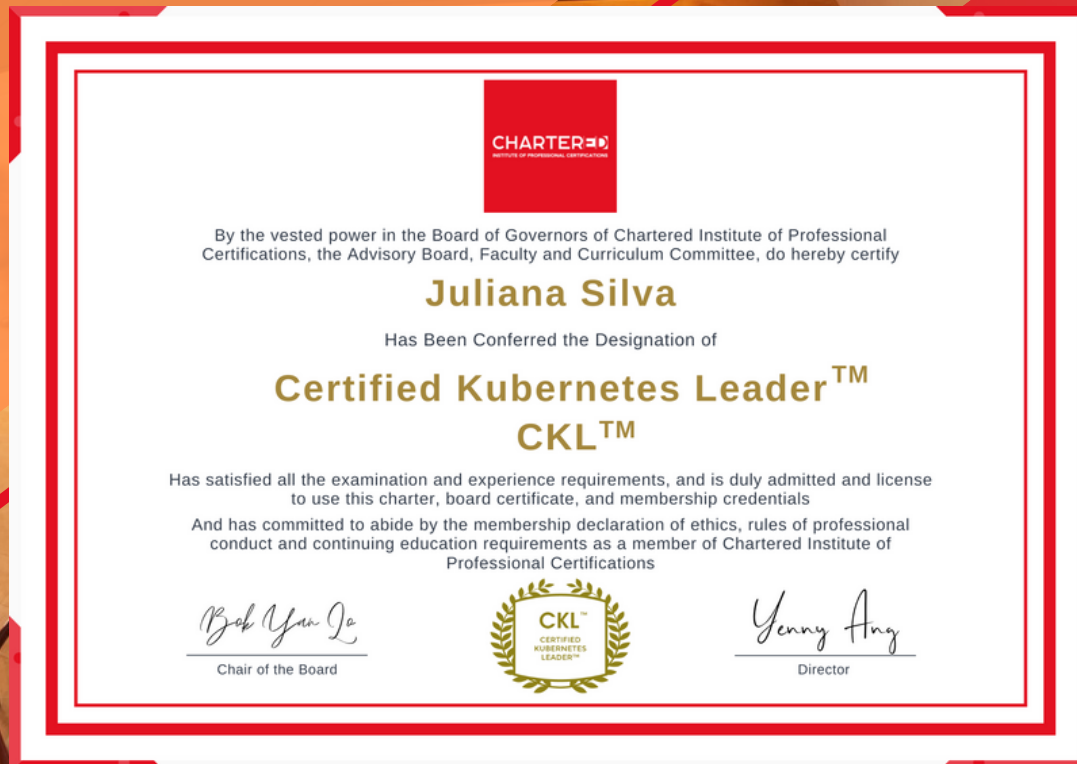 CHARTERED
INSTITUTE OF PROFESSIONAL CERTIFICATIONS
By the vested power in the Board of Governors of Chartered Institute of Professional
Certifications, the Advisory Board, Faculty and Curriculum Committee, do hereby certify
Juliana Silva
Has Been Conferred the Designation of
Certified Kubernetes Leader™
CKL™
Has satisfied all the examination and experience requirements, and is duly admitted and license
to use this charter, board certificate, and membership credentials
And has committed to abide by the membership declaration of ethics, rules of professional
conduct and continuing education requirements as a member of Chartered Institute of
Professional Certifications
Bok Yan Lo
Chair of the Board
CKL™
CERTIFIED
KUBERNETES
LEADER™
Yenny Ang
Director